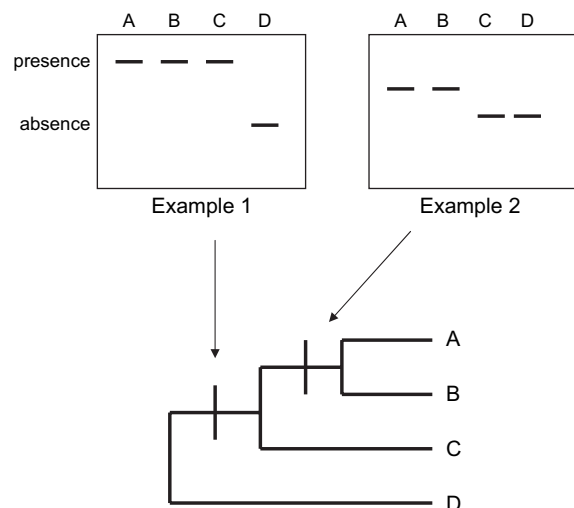 A B C D
A B C D
presence
absence
Example 1
Example 2
A
B
C
D